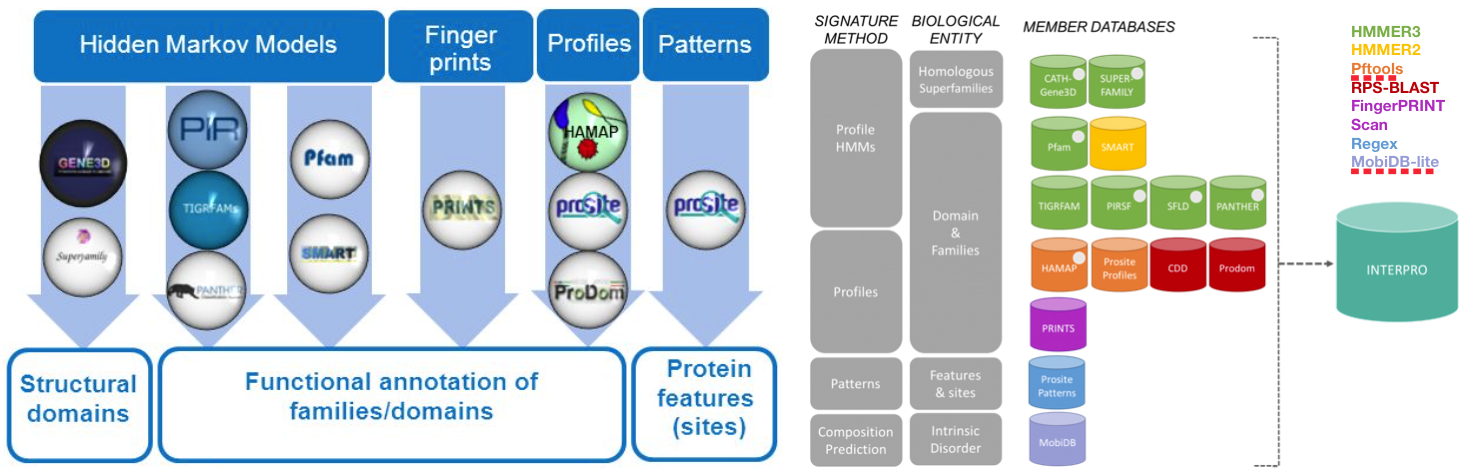 Hidden Markov Models
Finger
prints
Profiles
Patterns
GENE3D
Superfamily
PIR
TIGRFAMs
PANTHER
Pfam
SMART
PRINTS
HAMAP
prosite
ProDom
prosite
Structural
domains
Functional annotation of
families/domains
Protein
features
(sites)
SIGNATURE
METHOD
BIOLOGICAL
ENTITY
MEMBER DATABASES
Profile
HMMs
Profiles
Patterns
Composition
Prediction
Homologous
Superfamilies
Domain
&
Families
Features
& sites
Intrinsic
Disorder
CATH-
Gene3D
SUPER-
FAMILY
Pfam
SMART
TIGRFAM
PIRSF
SFLD
PANTHER
HAMAP
Prosite
Profiles
CDD
Prodom
PRINTS
Prosite
Patterns
MobiDB
HMMER3
HMMER2
Pftools
RPS-BLAST
FingerPRINT
Scan
Regex
MobiDB-lite
INTERPRO